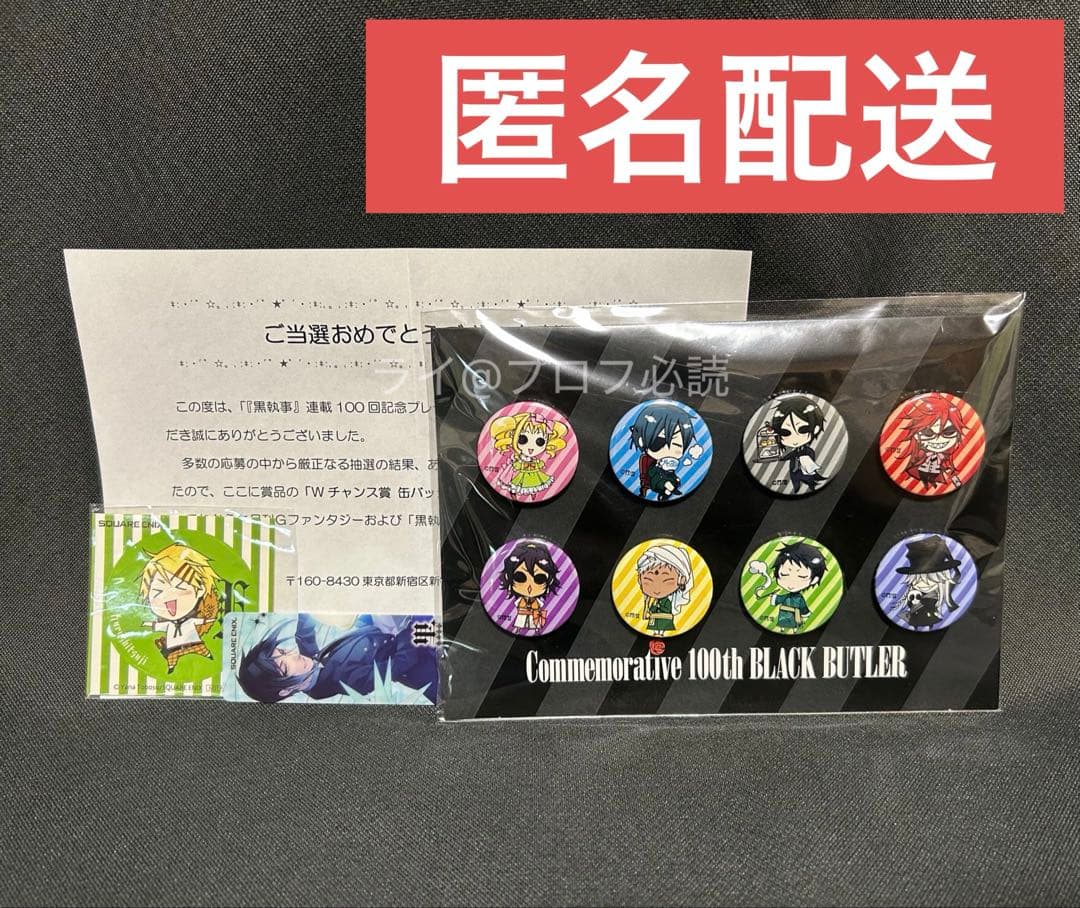 匿名配送
ご当選おめでとう
ライ@プロフ必読
この度は、「『黒執事』連載100回記念プレ
だき誠にありがとうございました。
多数の応募の中から厳正なる抽選の結果、あ
たので、ここに賞品の「Wチャンス賞 缶バッ
Gファンタジーおよび「黒執
〒160-8430 東京都新宿区新
SQUARE ENIX
© Yana Toboso/SQUARE ENIX
SQUARE ENIX
Commemorative 100th BLACK BUTLER